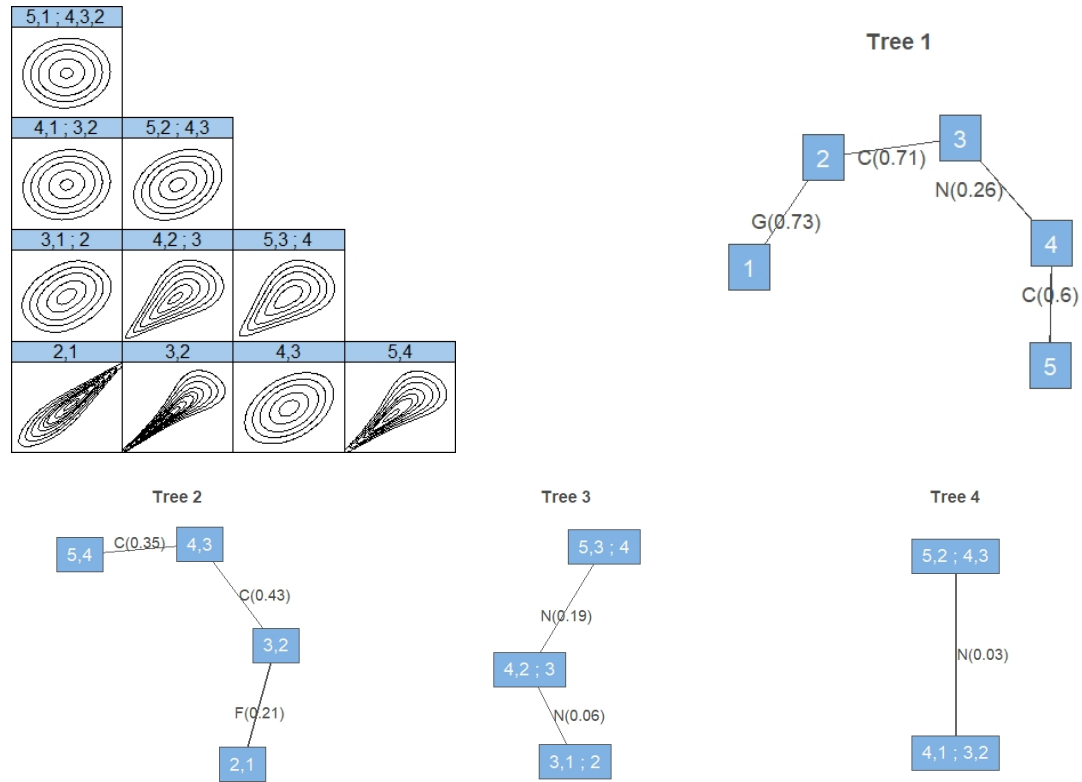 5,1 ; 4,3,2
4,1 ; 3,2
5,2 ; 4,3
3,1 ; 2
4,2 ; 3
5,3 ; 4
2,1
3,2
4,3
5,4
Tree 1
3
2
C(0.71)
N(0.26)
G(0.73)
4
1
C(0.6)
5
Tree 2
5,4
C(0.35)
4,3
C(0.43)
3,2
F(0.21)
2,1
Tree 3
5,3 ; 4
N(0.19)
4,2 ; 3
N(0.06)
3,1 ; 2
Tree 4
5,2 ; 4,3
N(0.03)
4,1 ; 3,2